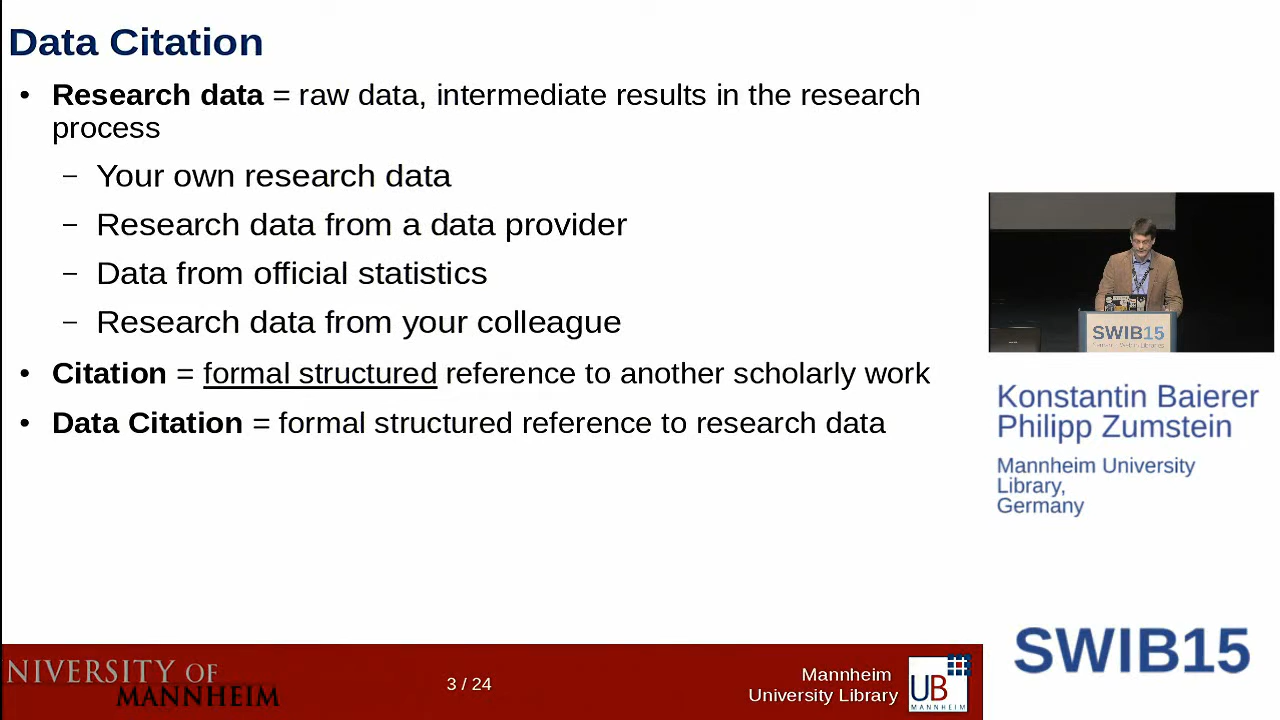 Data Citation
• Research data = raw data, intermediate results in the research
process
– Your own research data
– Research data from a data provider
– Data from official statistics
– Research data from your colleague
• Citation = formal structured reference to another scholarly work
• Data Citation = formal structured reference to research data
SWIB15
Konstantin Baierer
Philipp Zumstein
Mannheim University
Library,
Germany
SWIB15
NIVERSITY OF
MANNHEIM
3 / 24
Mannheim
University Library
UB
MANNHEIM